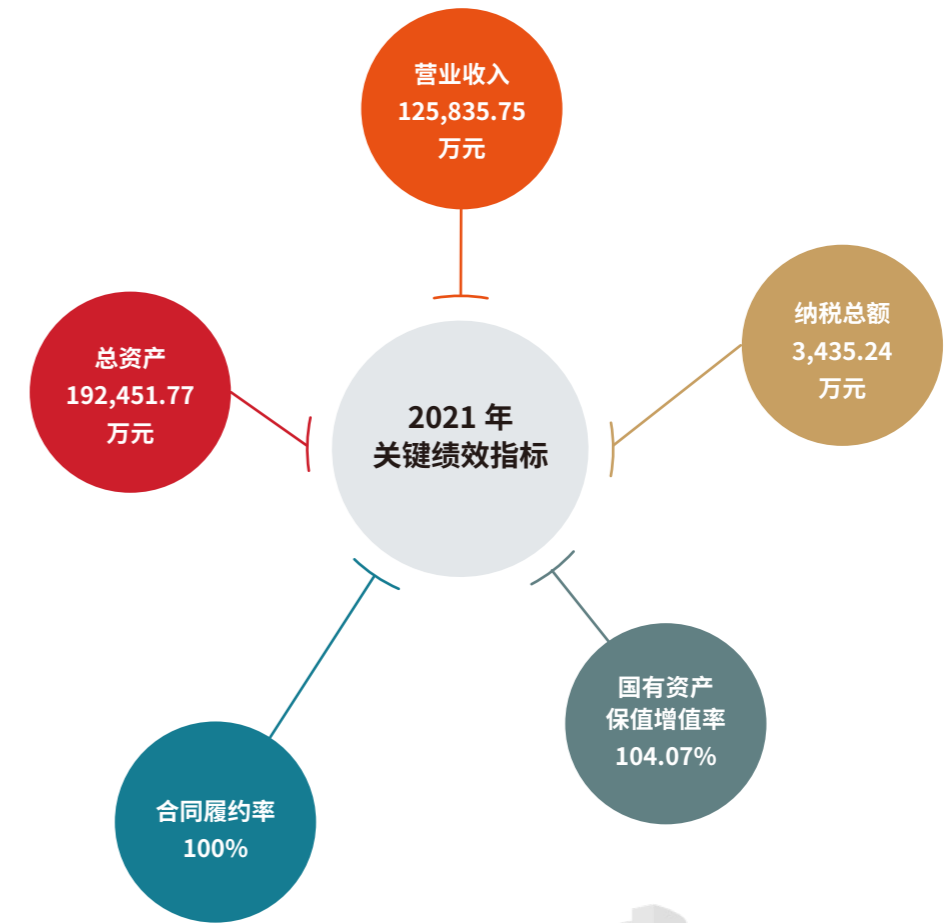 营业收入
125,835.75
万元
纳税总额
3,435.24
万元
总资产
192,451.77
万元
2021 年
关键绩效指标
国有资产
保值增值率
104.07%
合同履约率
100%